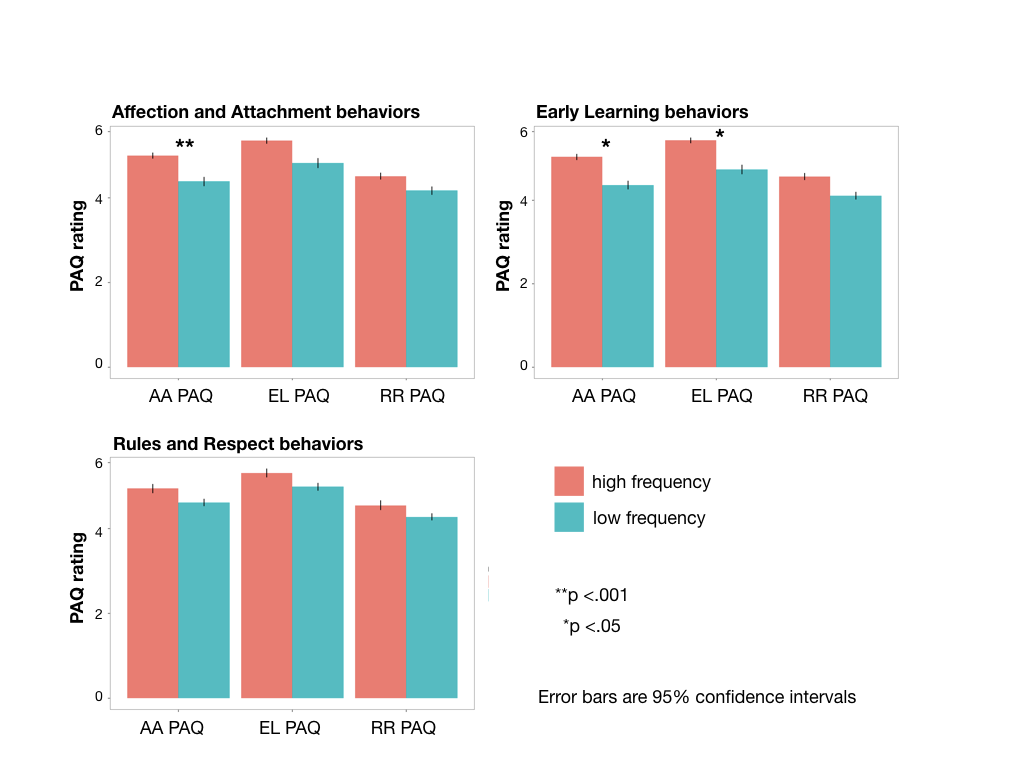 Affection and Attachment behaviors
6
**
4
PAQ rating
2
0
AA PAQ
EL PAQ
RR PAQ
Early Learning behaviors
6
*
*
4
PAQ rating
2
0
AA PAQ
EL PAQ
RR PAQ
Rules and Respect behaviors
6
4
PAQ rating
2
0
AA PAQ
EL PAQ
RR PAQ
high frequency
low frequency
**p <.001
*p <.05
Error bars are 95% confidence intervals